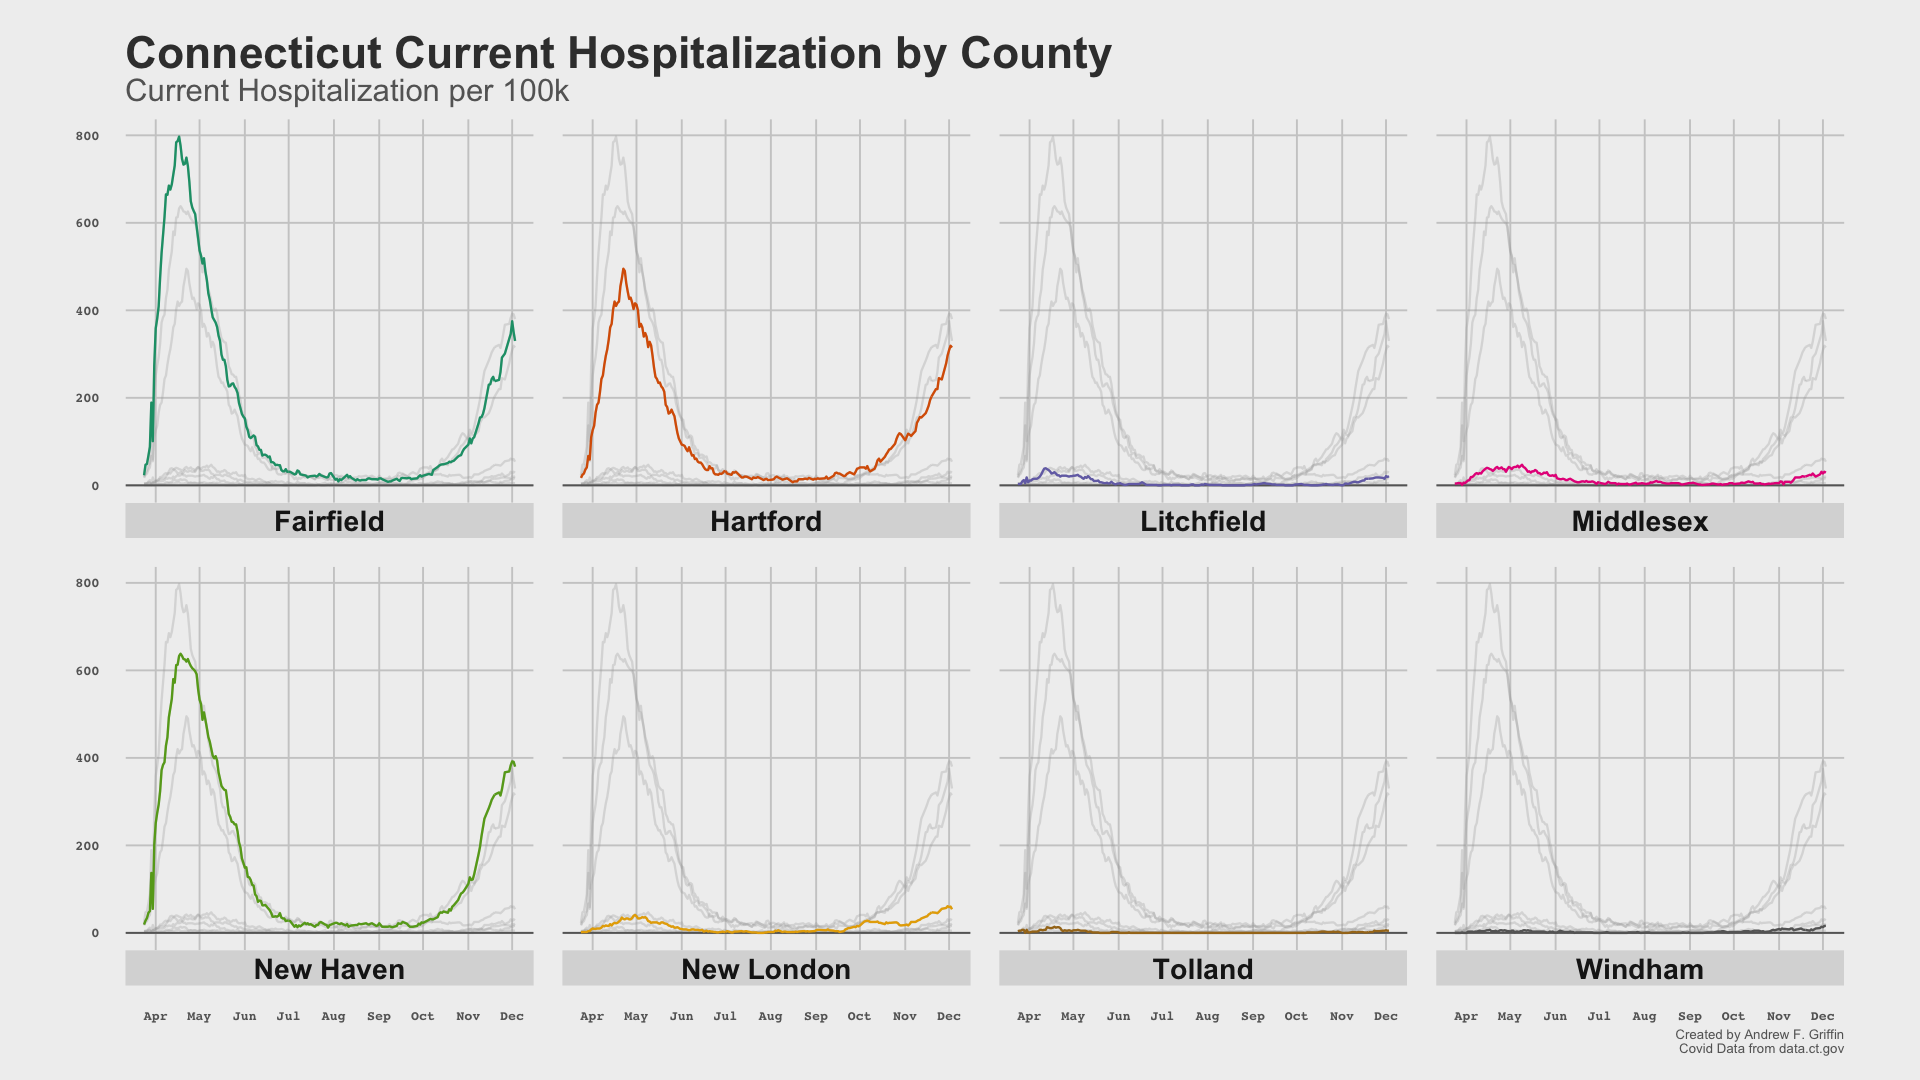 Connecticut Current Hospitalization by County
Current Hospitalization per 100k
800
600
400
200
0
Fairfield Hartford Litchfield Middlesex
800
600
400
200
0
New Haven New London Tolland Windham
Apr May Jun Jul Aug Sep Oct Nov Dec Apr May Jun Jul Aug Sep Oct Nov Dec Apr May Jun Jul Aug Sep Oct Nov Dec Apr May Jun Jul Aug Sep Oct Nov Dec
Created by Andrew F. Griffin
Covid Data from data.ct.gov